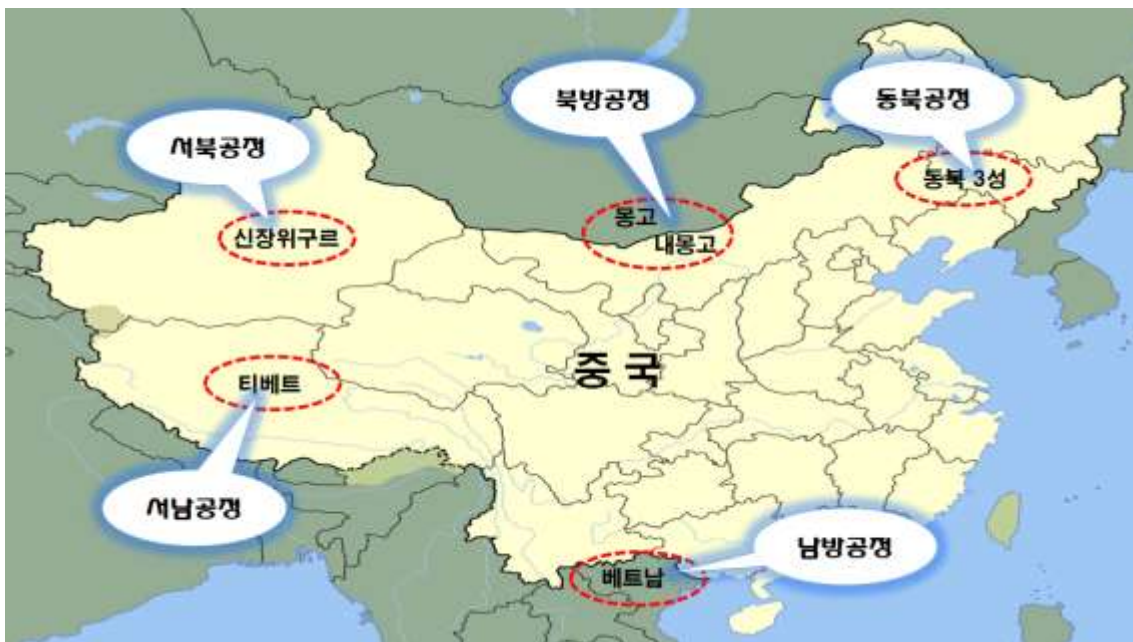 북방공정
동북공정
서북공정
동북 3성
몽고
신장위구르
내몽고
중국
티베트
서남공정
남방공정
베트남